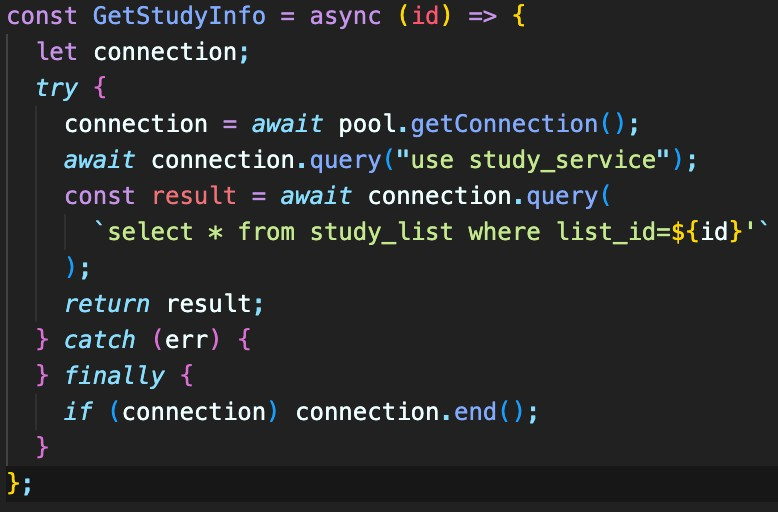 const GetStudyInfo = async (id) => {
  let connection;
  try {
    connection = await pool.getConnection();
    await connection.query("use study_service");
    const result = await connection.query(
      `select * from study_list where list_id=${id}'`
    );
    return result;
  } catch (err) {
  } finally {
    if (connection) connection.end();
  }
};